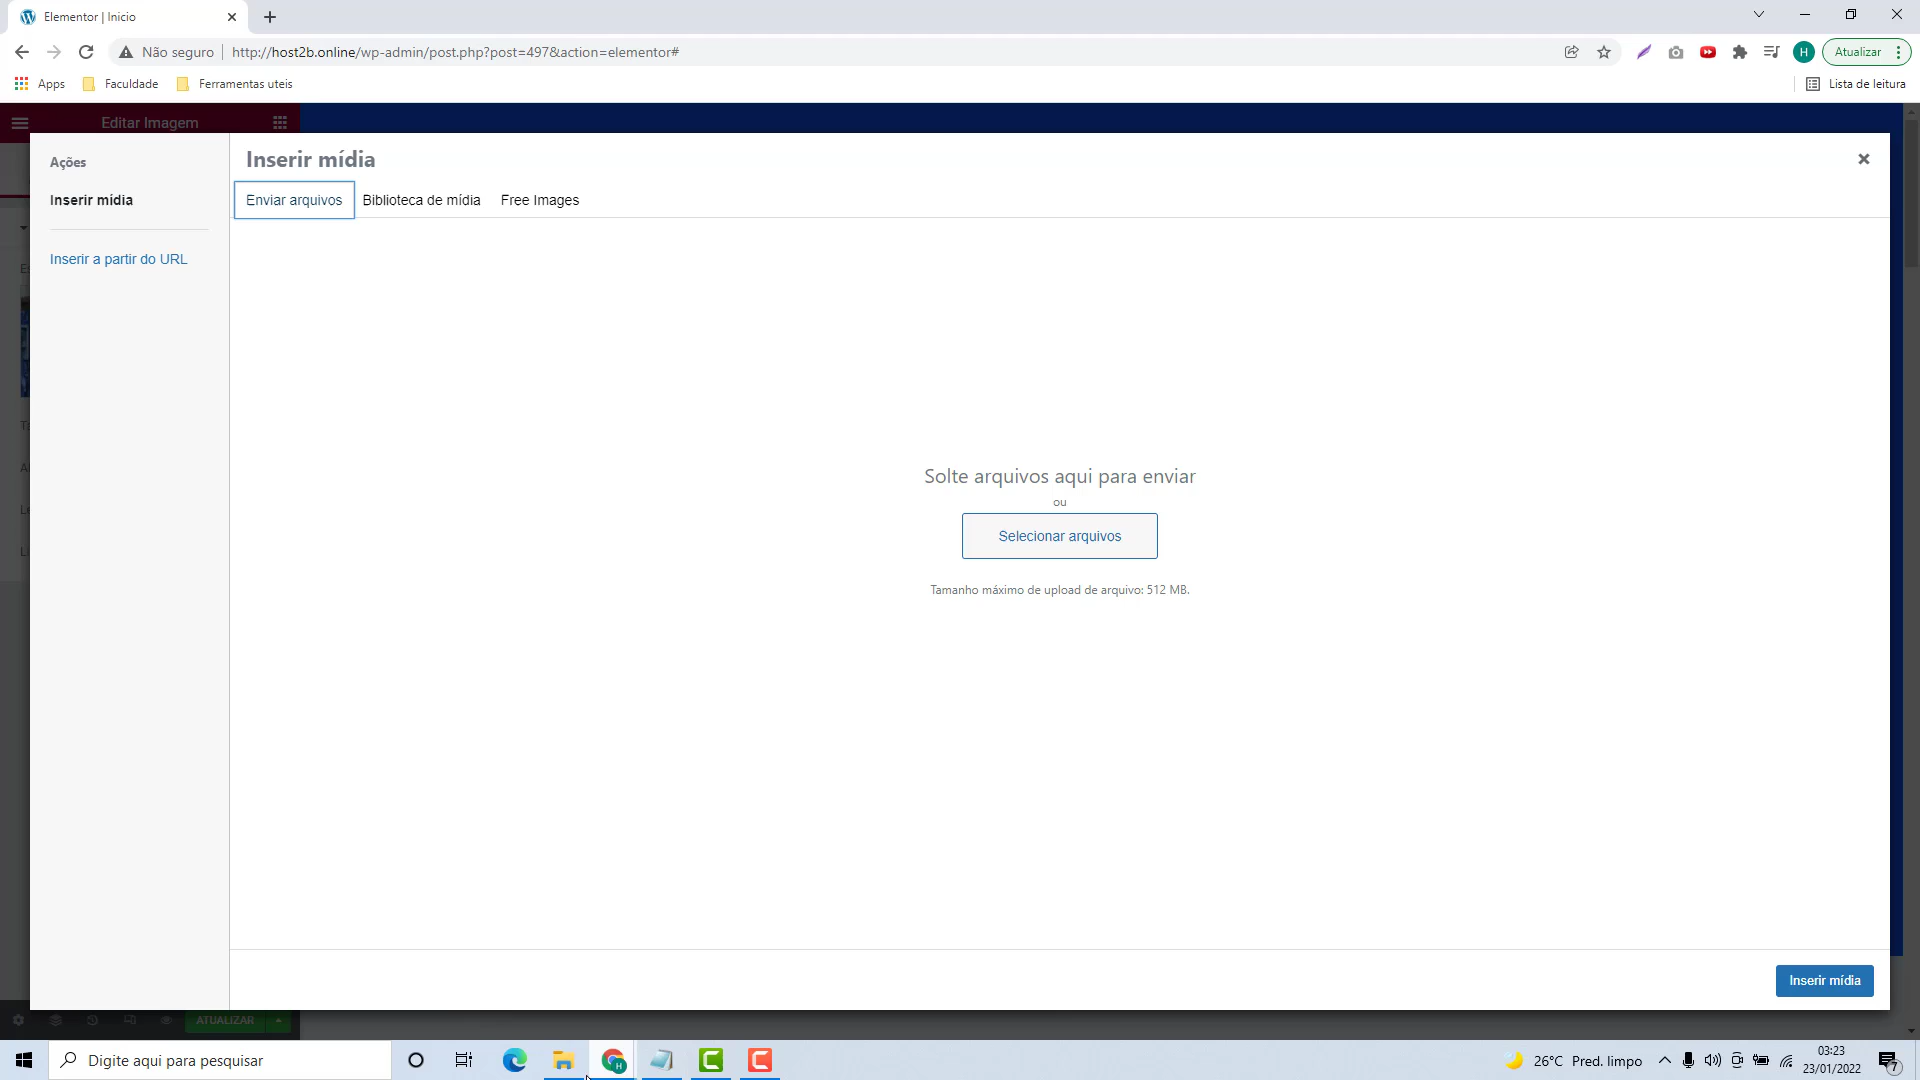 Elementor | Inicio
Não seguro
http://host2b.online/wp-admin/post.php?post=497&action=elementor#
H
Atualizar
Apps
Faculdade
Ferramentas uteis
Lista de leitura
Editar Imagem
Ações
Inserir mídia
Inserir a partir do URL
Inserir mídia
Enviar arquivos
Biblioteca de mídia
Free Images
Solte arquivos aqui para enviar
ou
Selecionar arquivos
Tamanho máximo de upload de arquivo: 512 MB.
Inserir mídia
ATUALIZAR
Digite aqui para pesquisar
26°C Pred. limpo
03:23
23/01/2022
7